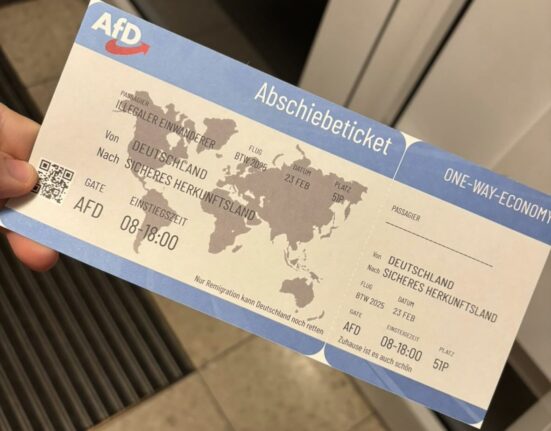 AfD
Abschiebeticket
PASSAGIER
ILLEGALER EINWANDERER
Von DEUTSCHLAND
Nach SICHERES HERKUNFTSLAND
FLUG
BTW 2025
DATUM
23 FEB
PLATZ
51P
GATE
AFD
EINSTIEGSZEIT
08-18:00
Nur Remigration kann Deutschland noch retten
ONE-WAY-ECONOMY
PASSAGIER
Von DEUTSCHLAND
Nach SICHERES HERKUNFTSLAND
FLUG
BTW 2025
DATUM
23 FEB
GATE
AFD
EINSTIEGSZEIT
08-18:00
PLATZ
51P
Zuhause ist es auch schön